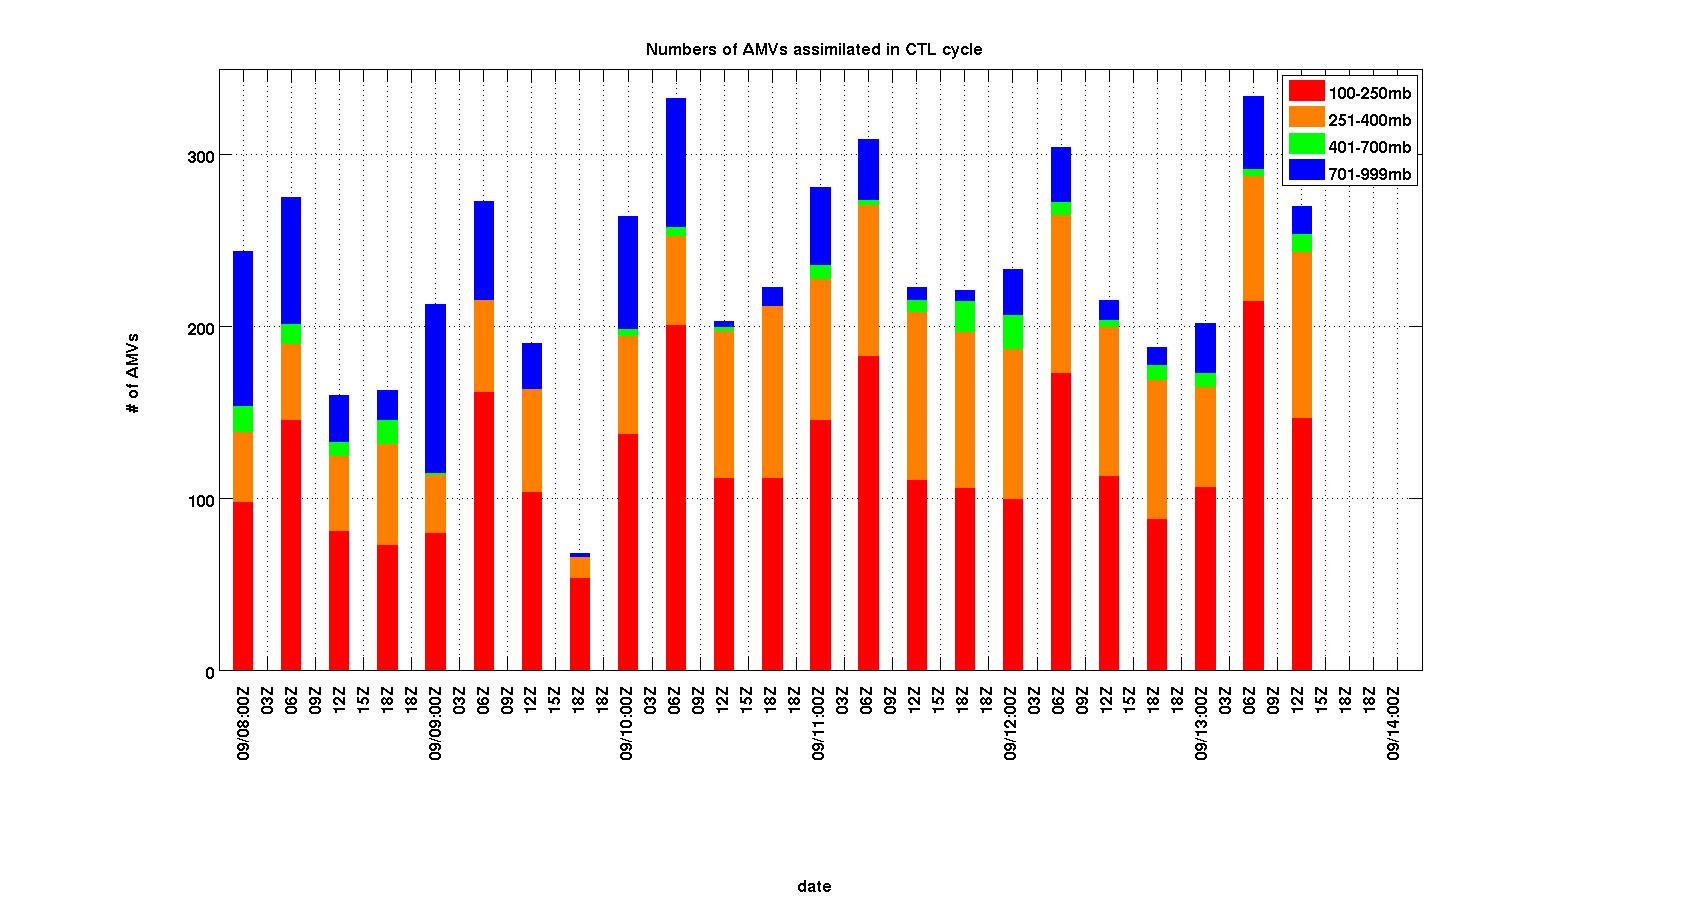 Numbers of AMVs assimilated in CTL cycle
100-250mb
251-400mb
401-700mb
701-999mb
300
200
100
0
# of AMVs
09/08:00Z
03Z
06Z
09Z
12Z
15Z
18Z
18Z
09/09:00Z
03Z
06Z
09Z
12Z
15Z
18Z
18Z
09/10:00Z
03Z
06Z
09Z
12Z
15Z
18Z
18Z
09/11:00Z
03Z
06Z
09Z
12Z
15Z
18Z
18Z
09/12:00Z
03Z
06Z
09Z
12Z
15Z
18Z
18Z
09/13:00Z
03Z
06Z
09Z
12Z
15Z
18Z
18Z
09/14:00Z
03Z
date